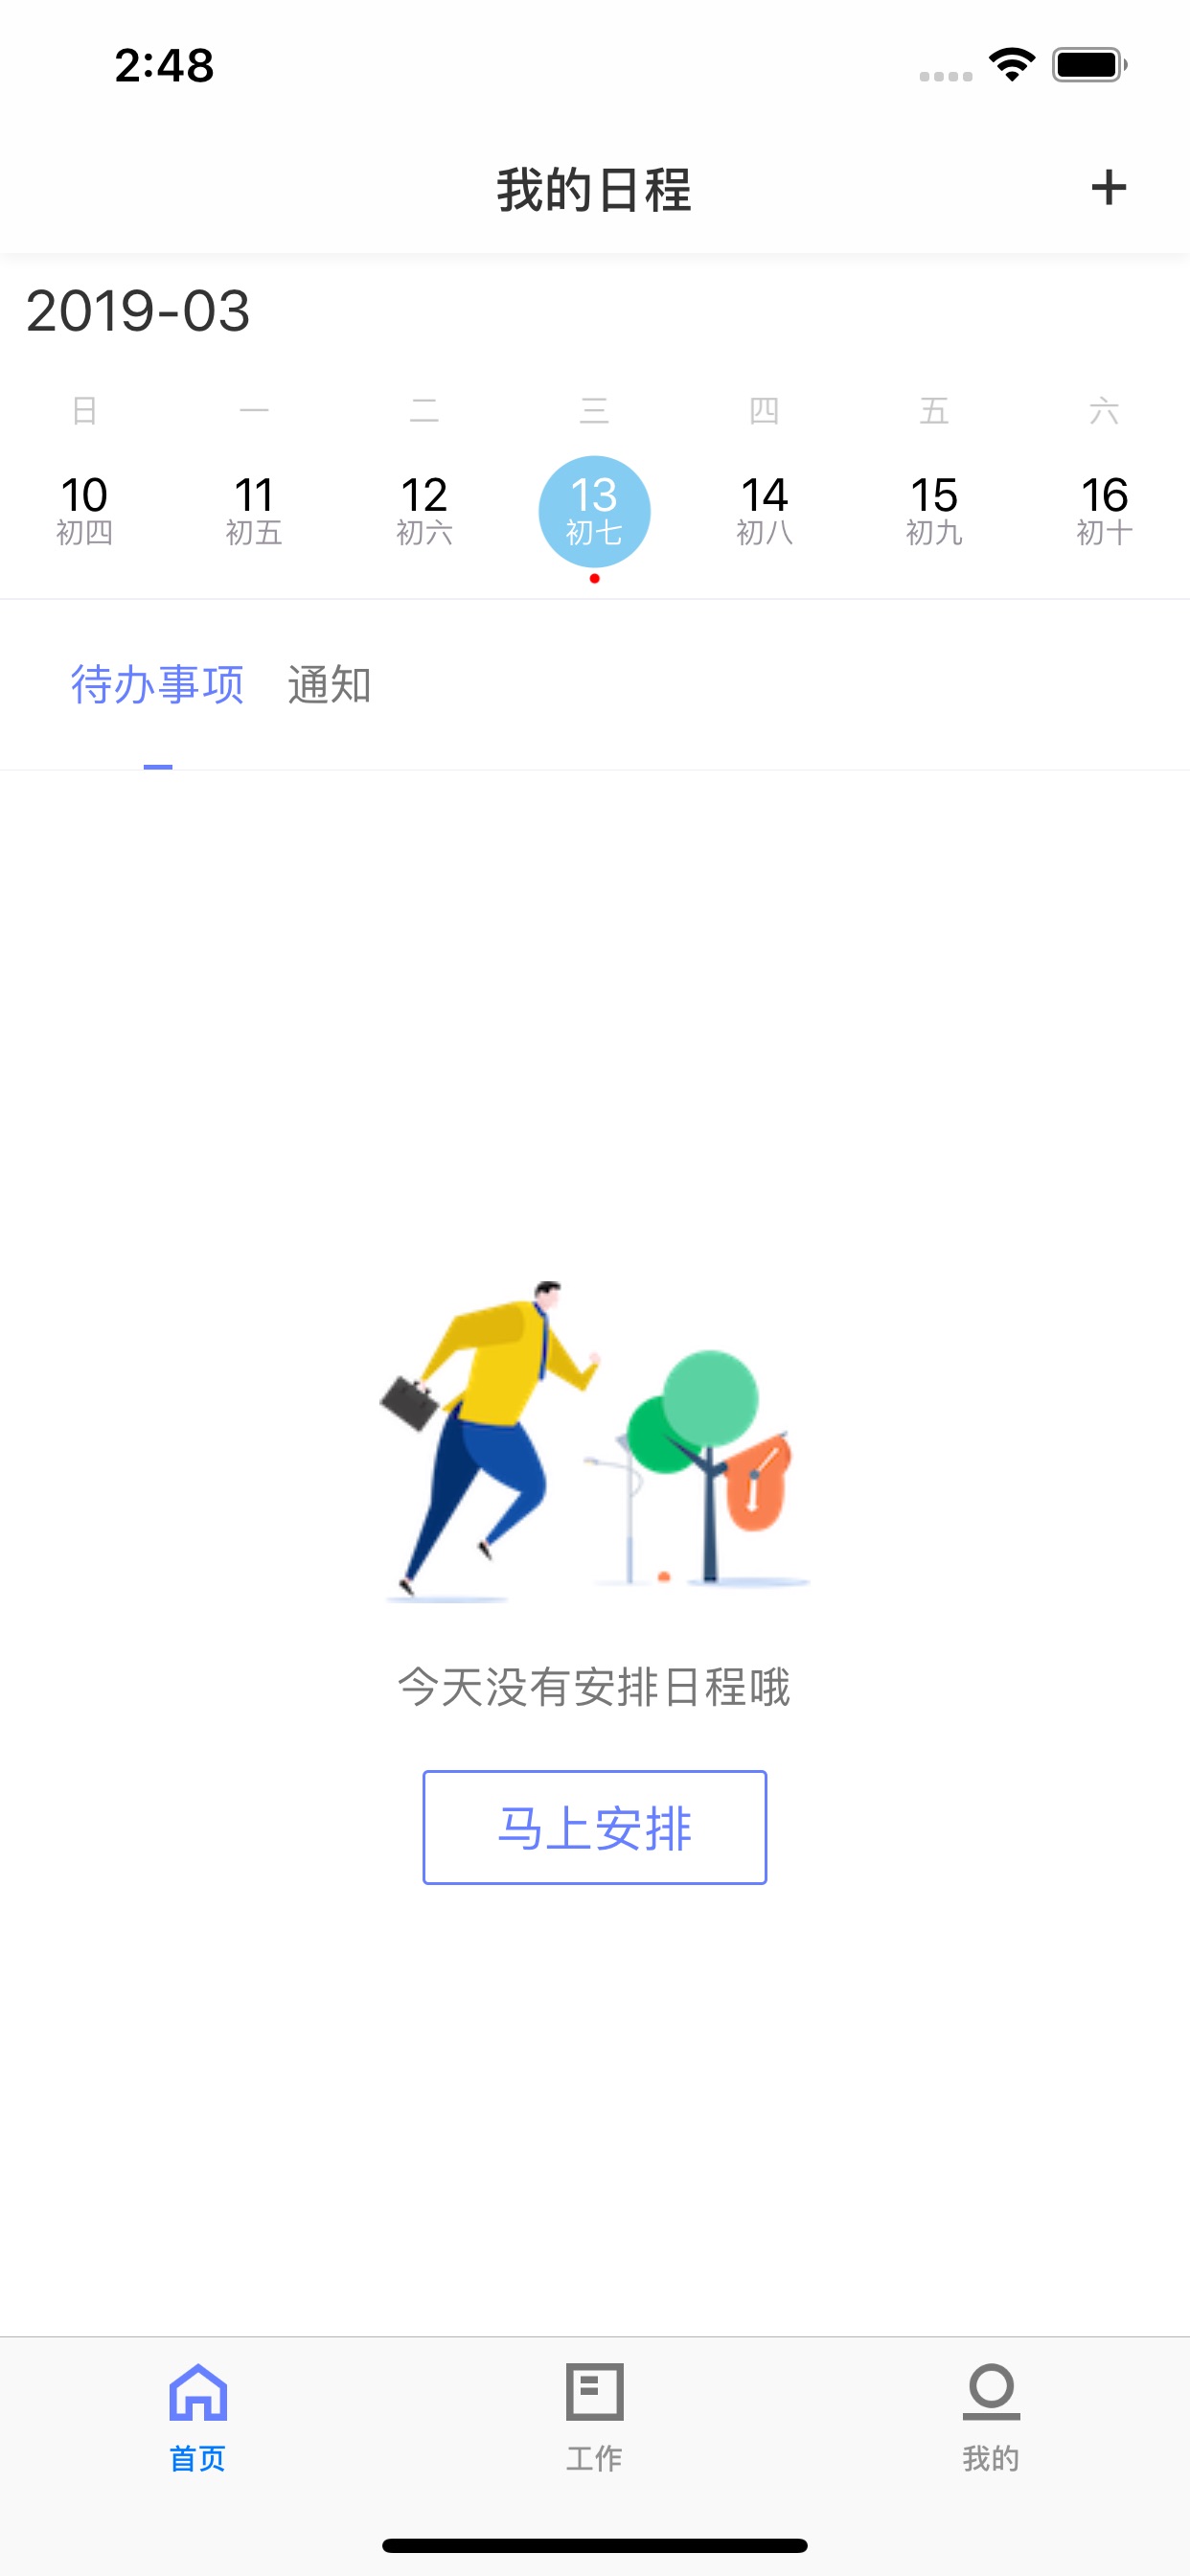 2:48
我的日程
+
2019-03
日 一 二 三 四 五 六
10 11 12 13 14 15 16
初四 初五 初六 初七 初八 初九 初十
待办事项 通知
今天没有安排日程哦
马上安排
首页 工作 我的